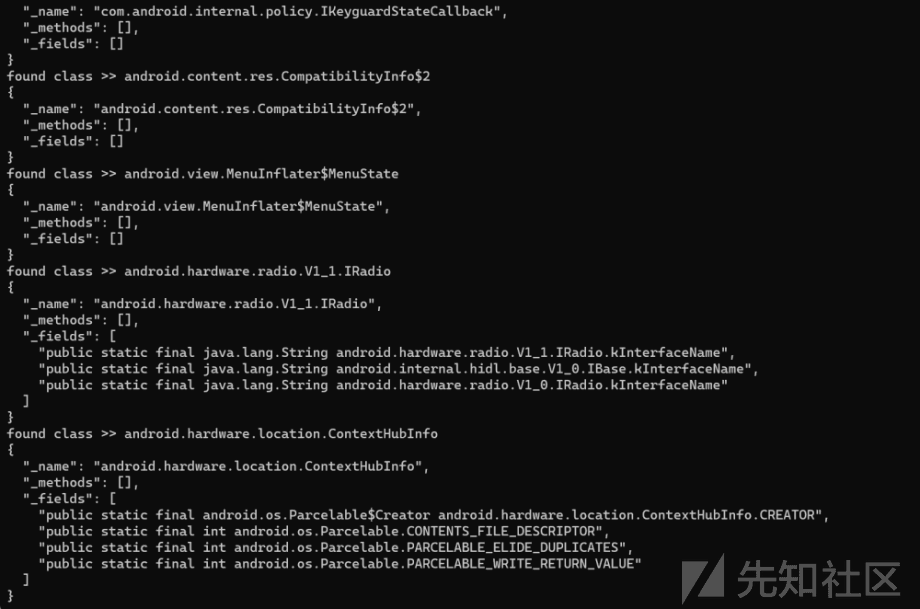 "_name": "com.android.internal.policy.IKeyguardStateCallback",
"_methods": [],
"_fields": []
}
found class >> android.content.res.CompatibilityInfo$2
{
"_name": "android.content.res.CompatibilityInfo$2",
"_methods": [],
"_fields": []
}
found class >> android.view.MenuInflater$MenuState
{
"_name": "android.view.MenuInflater$MenuState",
"_methods": [],
"_fields": []
}
found class >> android.hardware.radio.V1_1.IRadio
{
"_name": "android.hardware.radio.V1_1.IRadio",
"_methods": [],
"_fields": [
"public static final java.lang.String android.hardware.radio.V1_1.IRadio.kInterfaceName",
"public static final java.lang.String android.internal.hidl.base.V1_0.IBase.kInterfaceName",
"public static final java.lang.String android.hardware.radio.V1_0.IRadio.kInterfaceName"
]
}
found class >> android.hardware.location.ContextHubInfo
{
"_name": "android.hardware.location.ContextHubInfo",
"_methods": [],
"_fields": [
"public static final android.os.Parcelable$Creator android.hardware.location.ContextHubInfo.CREATOR",
"public static final int android.os.Parcelable.CONTENTS_FILE_DESCRIPTOR",
"public static final int android.os.Parcelable.PARCELABLE_ELIDE_DUPLICATES",
"public static final int android.os.Parcelable.PARCELABLE_WRITE_RETURN_VALUE"
]
}
先知社区